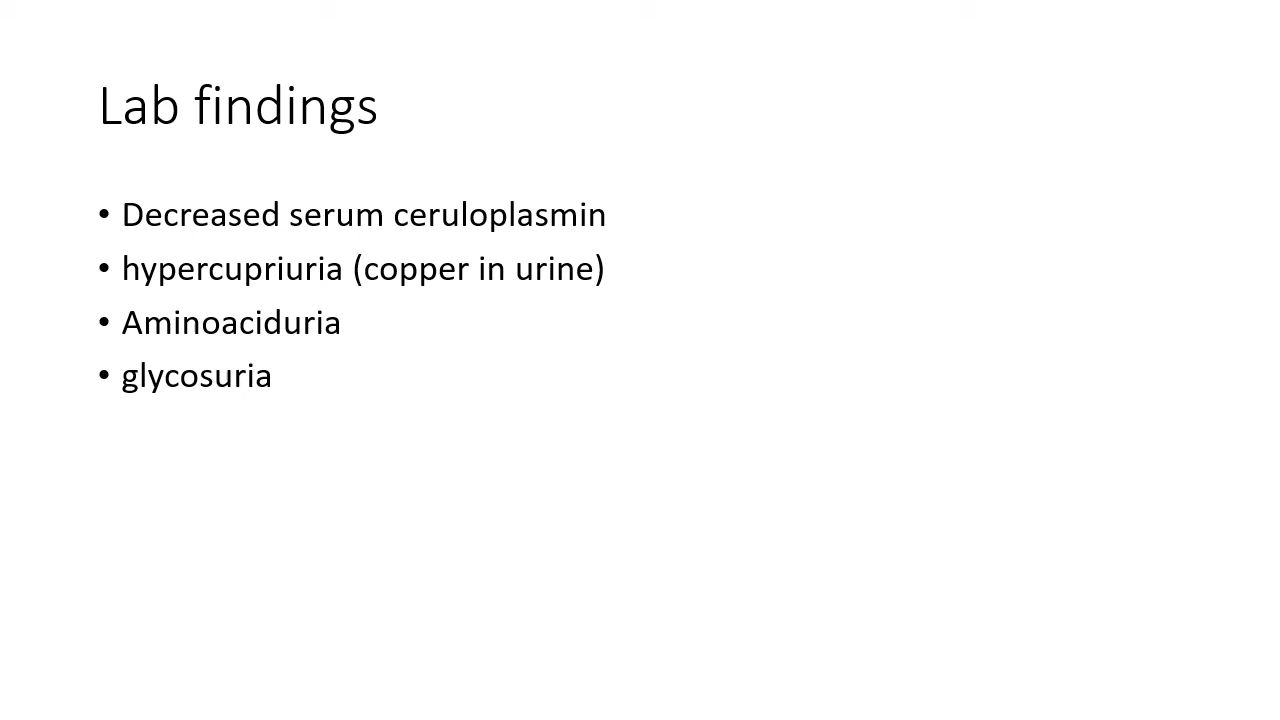 Lab findings
• Decreased serum ceruloplasmin
• hypercupriuria (copper in urine)
• Aminoaciduria
• glycosuria